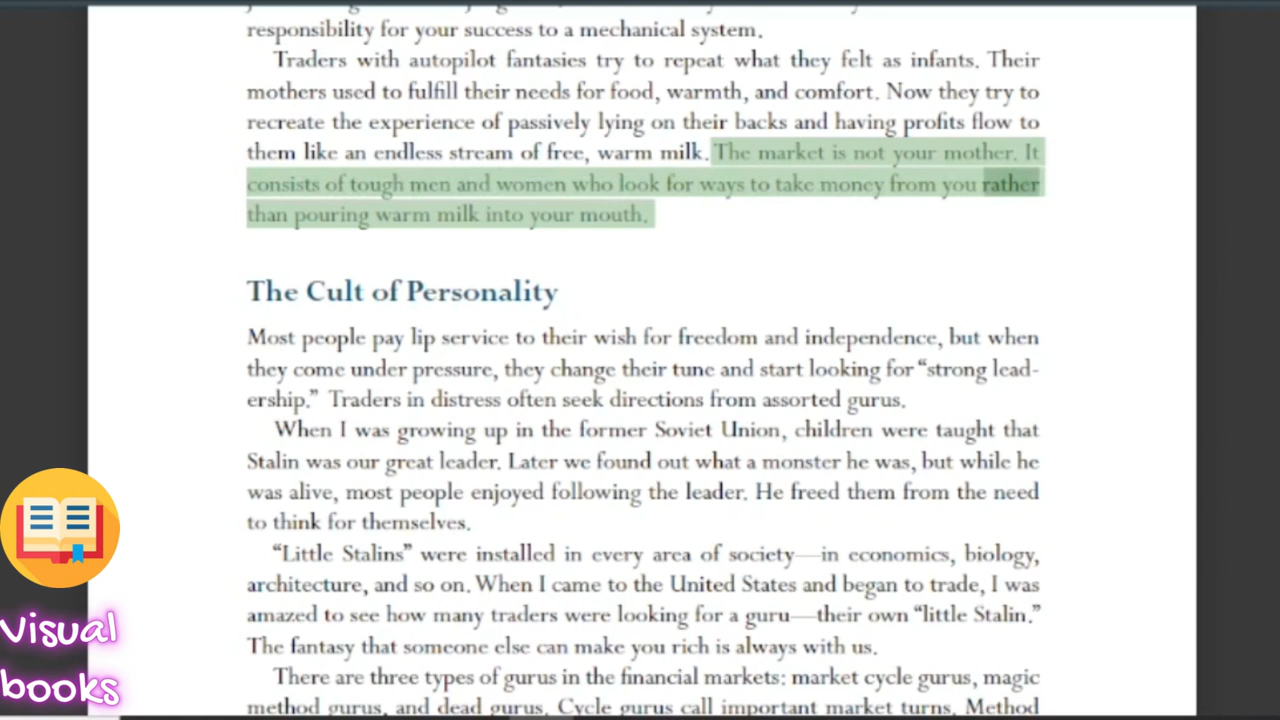 responsibility for your success to a mechanical system.
Traders with autopilot fantasies try to repeat what they felt as infants. Their
mothers used to fulfill their needs for food, warmth, and comfort. Now they try to
recreate the experience of passively lying on their backs and having profits flow to
them like an endless stream of free, warm milk. The market is not your mother. It
consists of tough men and women who look for ways to take money from you rather
than pouring warm milk into your mouth.
The Cult of Personality
Most people pay lip service to their wish for freedom and independence, but when
they come under pressure, they change their tune and start looking for “strong lead-
ership.” Traders in distress often seek directions from assorted gurus.
When I was growing up in the former Soviet Union, children were taught that
Stalin was our great leader. Later we found out what a monster he was, but while he
was alive, most people enjoyed following the leader. He freed them from the need
to think for themselves.
“Little Stalins” were installed in every area of society—in economics, biology,
architecture, and so on. When I came to the United States and began to trade, I was
amazed to see how many traders were looking for a guru—their own “little Stalin.”
The fantasy that someone else can make you rich is always with us.
There are three types of gurus in the financial markets: market cycle gurus, magic
method gurus, and dead gurus. Cycle gurus call important market turns. Method
Visual
books